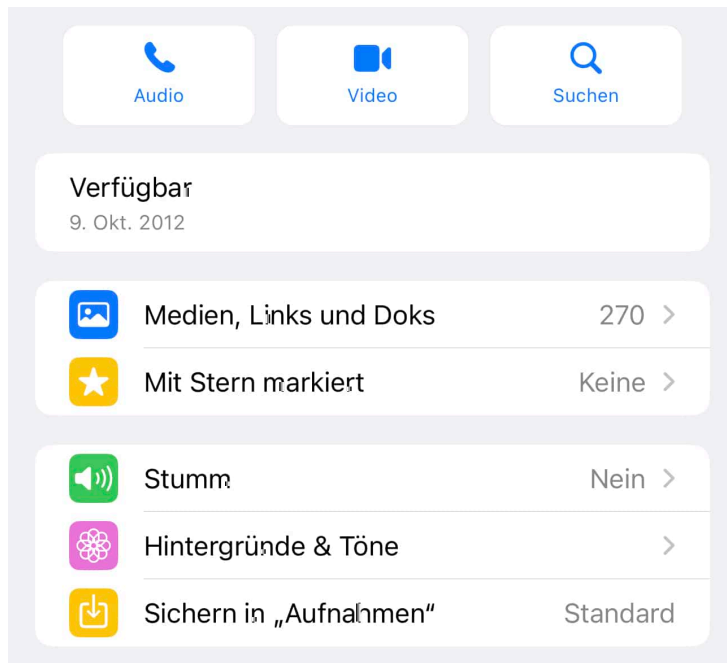 Audio Video Suchen
Verfügbar
9. Okt. 2012
Medien, Links und Doks 270
Mit Stern markiert Keine
Stumm Nein
Hintergründe & Töne
Sichern in „Aufnahmen“ Standard